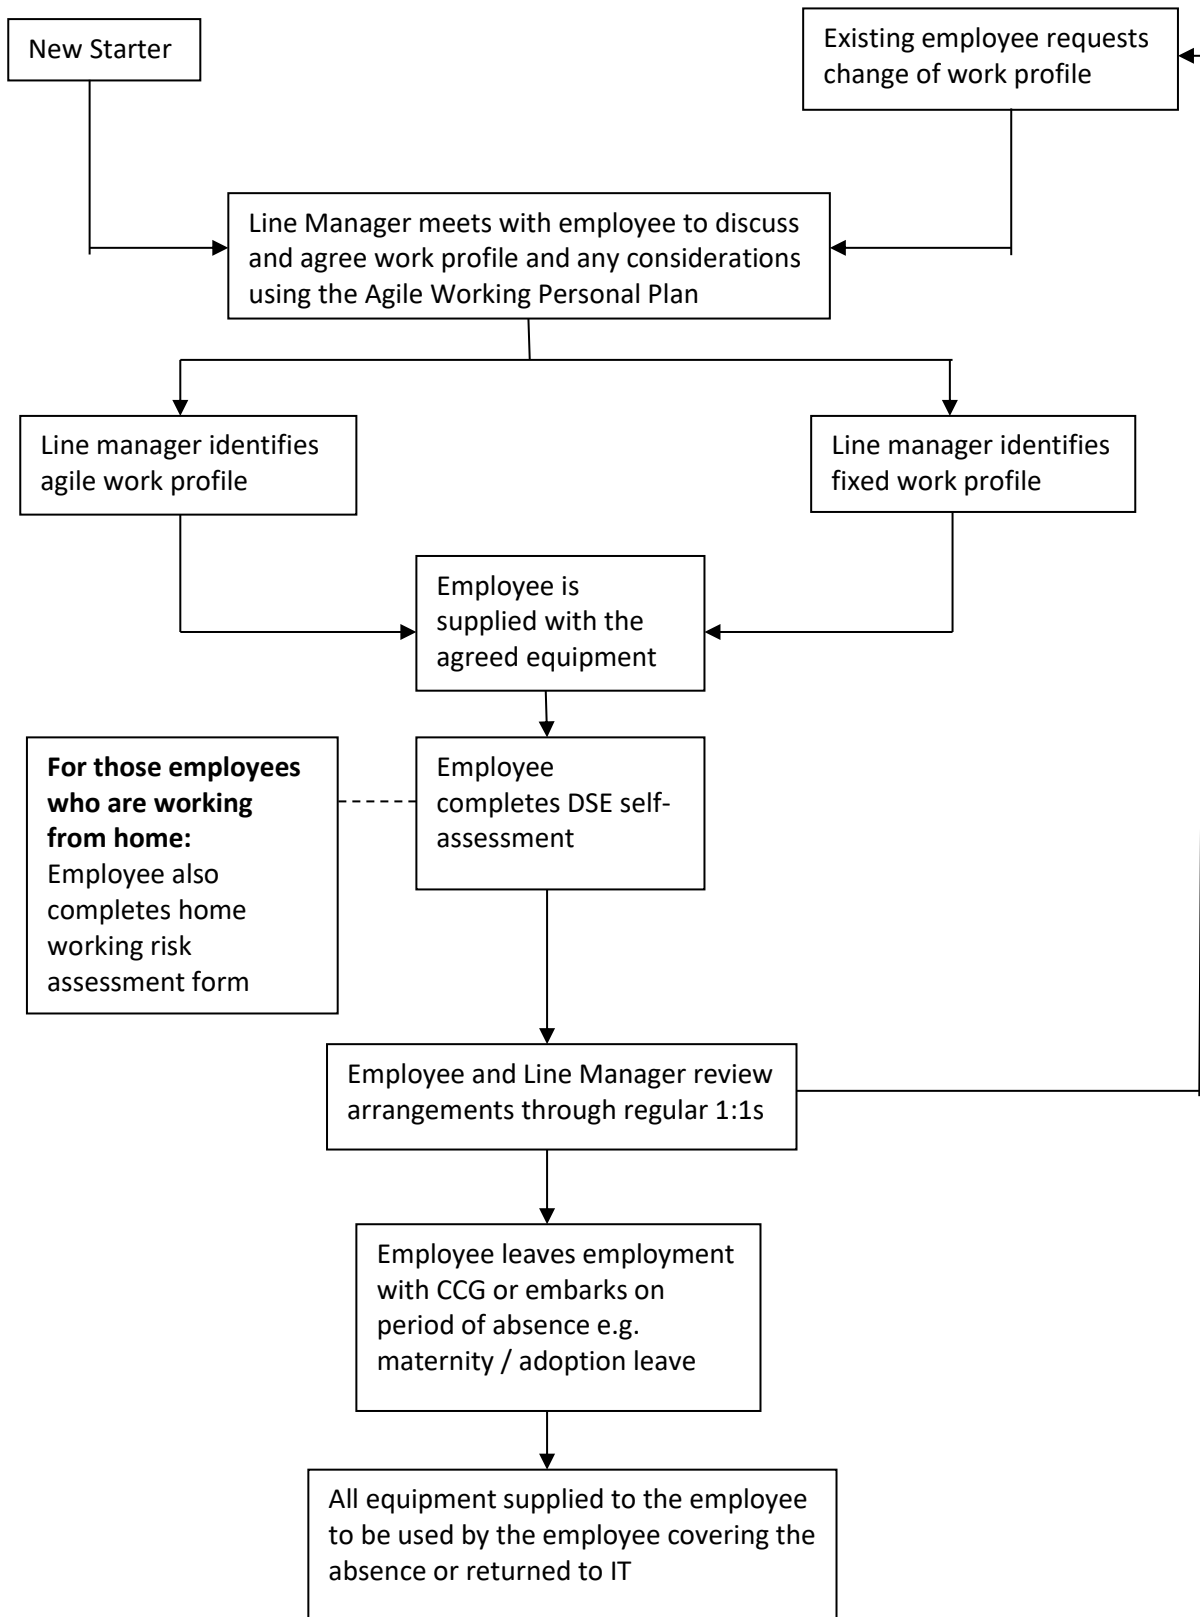 New Starter
Existing employee requests
change of work profile
Line Manager meets with employee to discuss
and agree work profile and any considerations
using the Agile Working Personal Plan
Line manager identifies
agile work profile
Line manager identifies
fixed work profile
Employee is
supplied with the
agreed equipment
For those employees
who are working
from home:
Employee also
completes home
working risk
assessment form
Employee
completes DSE self-
assessment
Employee and Line Manager review
arrangements through regular 1:1s
Employee leaves employment
with CCG or embarks on
period of absence e.g.
maternity / adoption leave
All equipment supplied to the employee
to be used by the employee covering the
absence or returned to IT